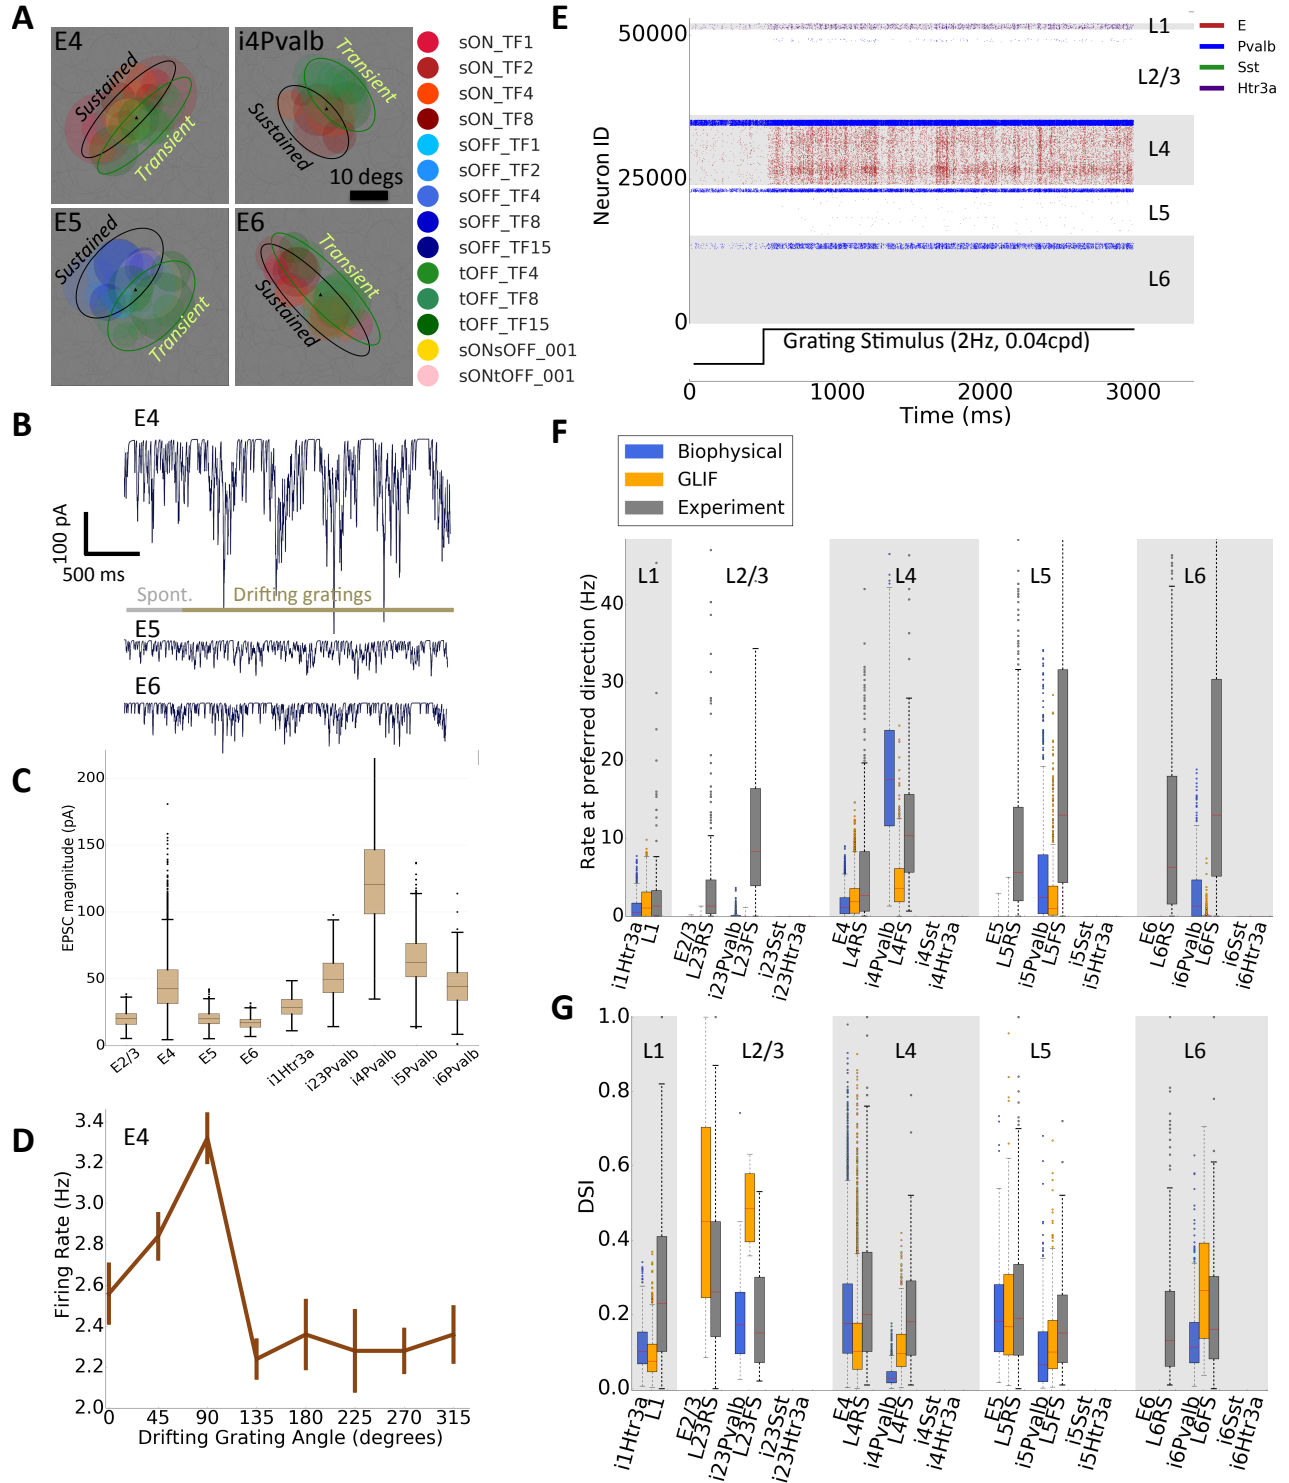 A
E4
Sustained
Transient
i4Pvalb
Transient
Sustained
10 degs
E5
Sustained
Transient
E6
Transient
Sustained
sON_TF1
sON_TF2
sON_TF4
sON_TF8
sOFF_TF1
sOFF_TF2
sOFF_TF4
sOFF_TF8
sOFF_TF15
tOFF_TF4
tOFF_TF8
tOFF_TF15
sONsOFF_001
sONtOFF_001
B
E4
100 pA
500 ms
Spont.
Drifting gratings
E5
E6
C
EPSC magnitude (pA)
200
150
100
50
0
E2/3
E4
E5
E6
i1Htr3a
i23Pvalb
i4Pvalb
i5Pvalb
i6Pvalb
D
E4
Firing Rate (Hz)
3.4
3.2
3.0
2.8
2.6
2.4
2.2
2.0
0 45 90 135 180 225 270 315
Drifting Grating Angle (degrees)
E
Neuron ID
50000
25000
0
L1
L2/3
L4
L5
L6
E
Pvalb
Sst
Htr3a
Grating Stimulus (2Hz, 0.04cpd)
0 1000 2000 3000
Time (ms)
F
Biophysical
GLIF
Experiment
Rate at preferred direction (Hz)
40
30
20
10
0
L1
L2/3
L4
L5
L6
i1Htr3a
L1
E2/3
L23RS
i23Pvalb
L23FS
i23Sst
i23Htr3a
E4
L4RS
i4Pvalb
L4FS
i4Sst
i4Htr3a
E5
L5RS
i5Pvalb
L5FS
i5Sst
i5Htr3a
E6
L6RS
i6Pvalb
L6FS
i6Sst
i6Htr3a
G
DSI
1.0
0.8
0.6
0.4
0.2
0.0
L1
L2/3
L4
L5
L6
i1Htr3a
L1
E2/3
L23RS
i23Pvalb
L23FS
i23Sst
i23Htr3a
E4
L4RS
i4Pvalb
L4FS
i4Sst
i4Htr3a
E5
L5RS
i5Pvalb
L5FS
i5Sst
i5Htr3a
E6
L6RS
i6Pvalb
L6FS
i6Sst
i6Htr3a